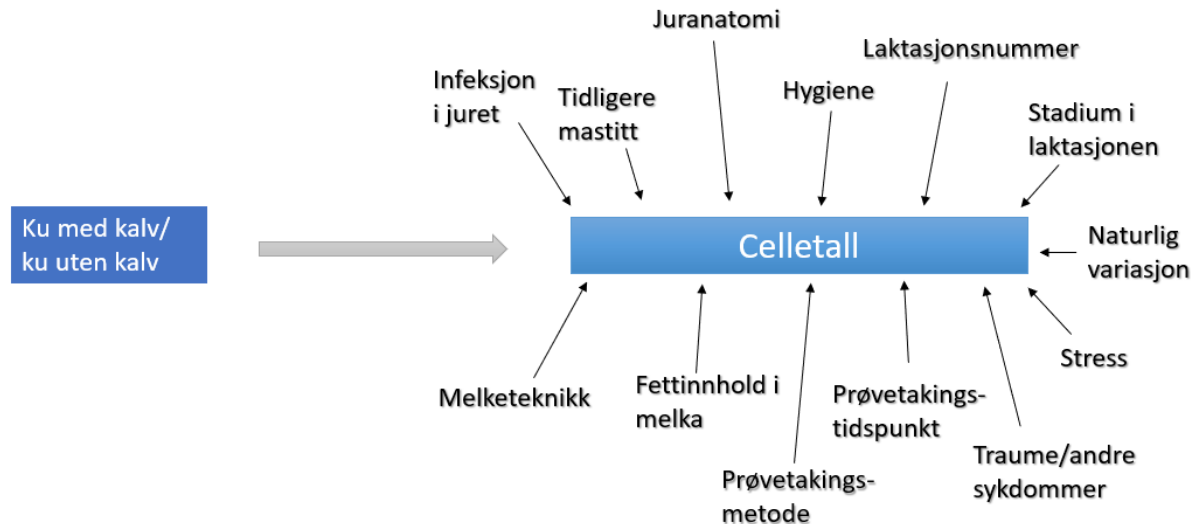 Juranatomi
Laktasjonsnummer
Infeksjon
i juret
Tidligere
mastitt
Hygiene
Stadium i
laktasjonen
Ku med kalv/
ku uten kalv
Celletall
Naturlig
variasjon
Melketeknikk
Fettinnhold i
melka
Prøvetakings-
metode
Prøvetakings-
tidspunkt
Traume/andre
sykdommer
Stress